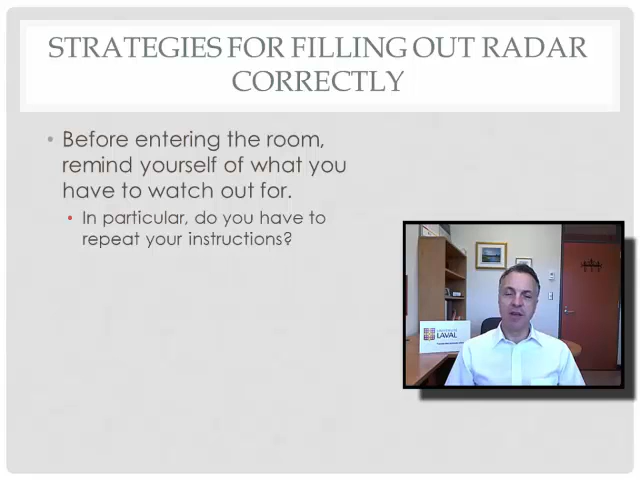 STRATEGIES FOR FILLING OUT RADAR
CORRECTLY
• Before entering the room,
remind yourself of what you
have to watch out for.
• In particular, do you have to
repeat your instructions?
LAVAL